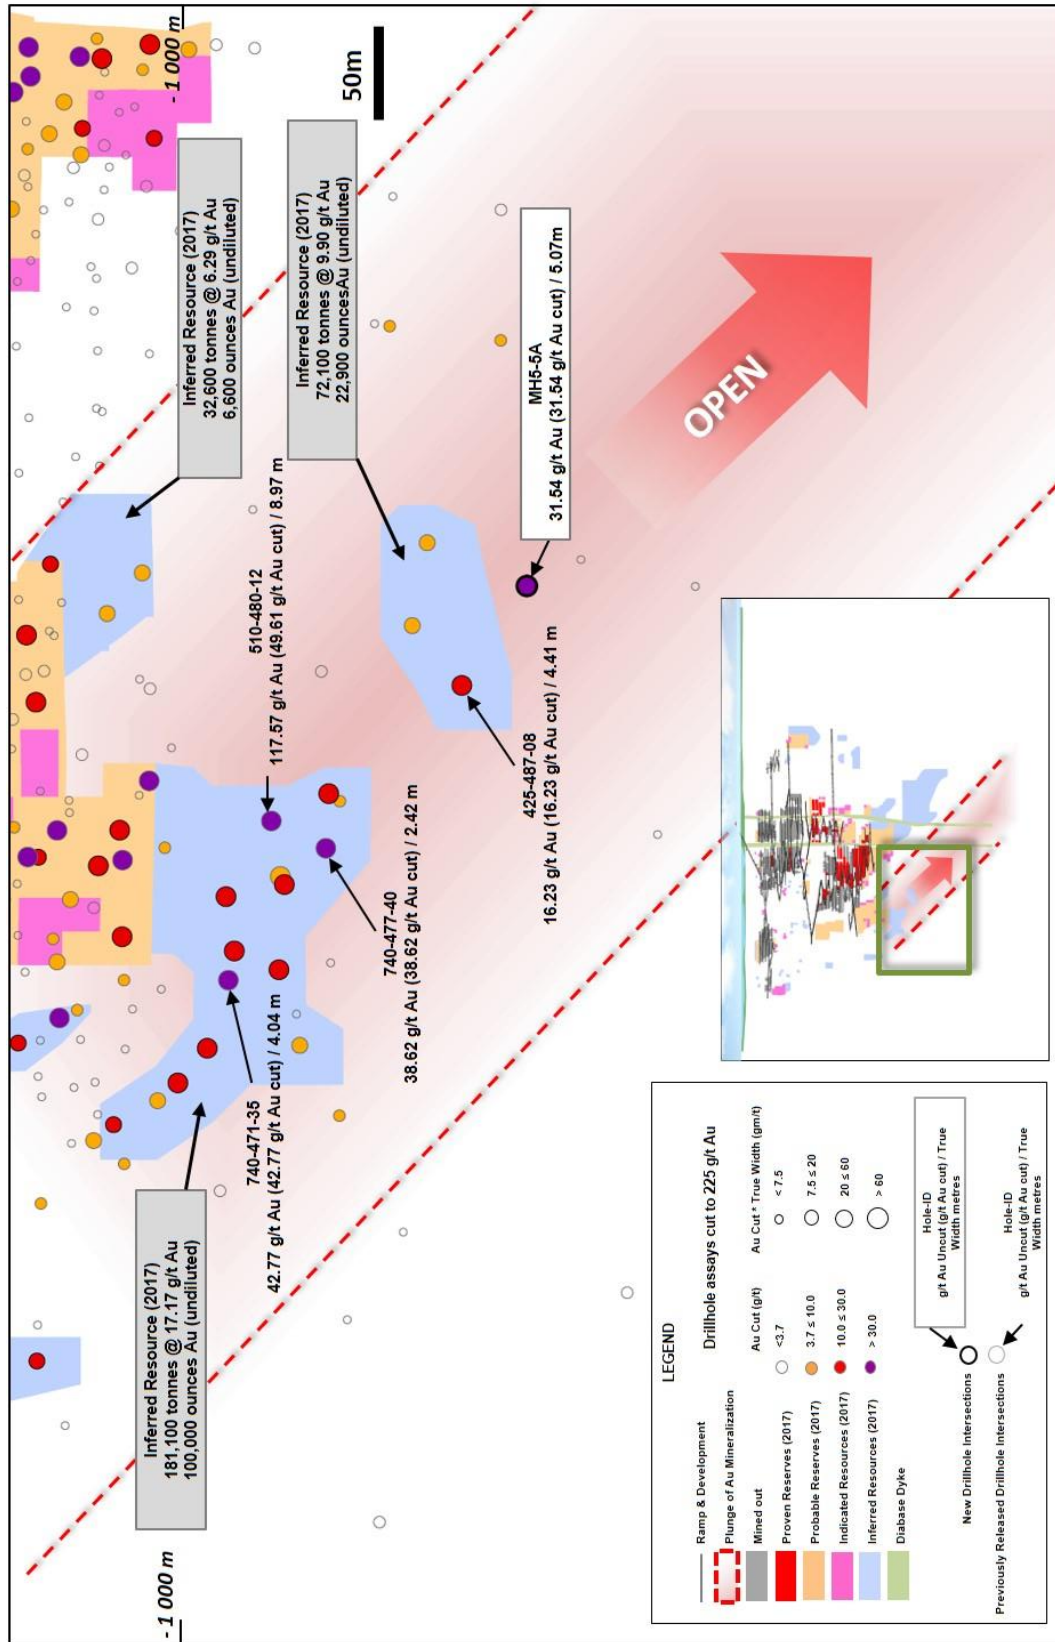 - 1 000 m
- 1 000 m
50m
Inferred Resource (2017)
181,100 tonnes @ 17.17 g/t Au
100,000 ounces Au (undiluted)
Inferred Resource (2017)
32,600 tonnes @ 6.29 g/t Au
6,600 ounces Au (undiluted)
Inferred Resource (2017)
72,100 tonnes @ 9.90 g/t Au
22,900 ouncesAu (undiluted)
740-471-35
42.77 g/t Au (42.77 g/t Au cut) / 4.04 m
510-480-12
117.57 g/t Au (49.61 g/t Au cut) / 8.97 m
740-477-40
38.62 g/t Au (38.62 g/t Au cut) / 2.42 m
425-487-08
16.23 g/t Au (16.23 g/t Au cut) / 4.41 m
MH5-5A
31.54 g/t Au (31.54 g/t Au cut) / 5.07m
OPEN
LEGEND
Ramp & Development
Plunge of Au Mineralization
Mined out
Proven Reserves (2017)
Probable Reserves (2017)
Indicated Resources (2017)
Inferred Resources (2017)
Diabase Dyke
Drillhole assays cut to 225 g/t Au
Au Cut (g/t)
<3.7
3.7 ≤ 10.0
10.0 ≤ 30.0
> 30.0
Au Cut * True Width (gm/t)
< 7.5
7.5 ≤ 20
20 ≤ 60
> 60
New Drillhole Intersections
Hole-ID
g/t Au Uncut (g/t Au cut) / True
Width metres
Previously Released Drillhole Intersections
Hole-ID
g/t Au Uncut (g/t Au cut) / True
Width metres